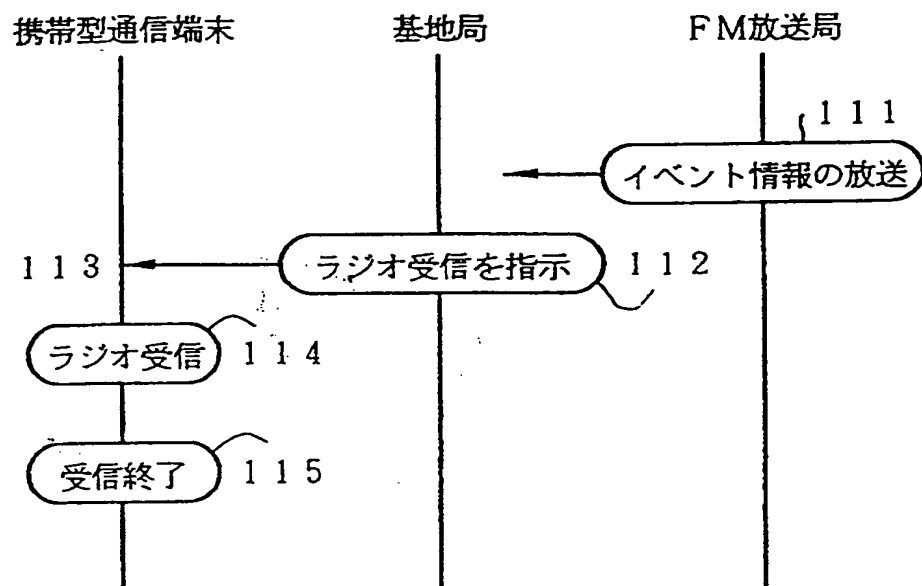 携帯型通信端末 基地局 ＦＭ放送局
１１１
イベント情報の放送
１１３ ラジオ受信を指示 １１２
ラジオ受信 １１４
受信終了 １１５